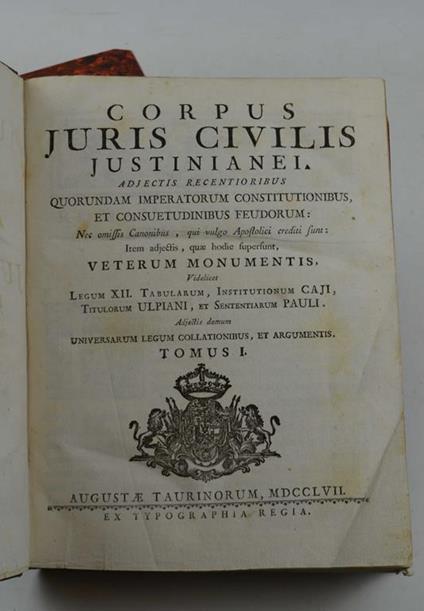 CORPUS
JURIS CIVILIS
JUSTINIANEI.
ADJECTIS RECENTIORIBUS
QUORUNDAM IMPERATORUM CONSTITUTIONIBUS,
ET CONSUETUDINIBUS FEUDORUM:
Nec omissis Canonibus, qui vulgo Apostolici crediti sunt:
Item adjectis, quæ hodie supersunt,
VETERUM MONUMENTIS,
Videlicet
LEGUM XII. TABULARUM, INSTITUTIONUM CAJI,
TITULORUM ULPIANI, ET SENTENTIARUM PAULI.
Adjectis demum
UNIVERSARUM LEGUM COLLATIONIBUS, ET ARGUMENTIS.
TOMUS I.
AUGUSTÆ TAURINORUM, MDCCLVII.
EX TYPOGRAPHIA REGIA.